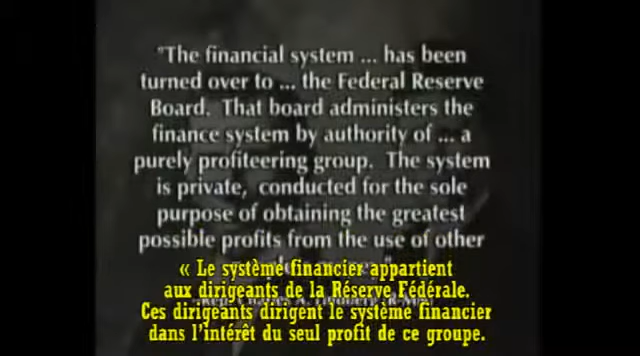 "The financial system ... has been
turned over to ... the Federal Reserve
Board. That board administers the
finance system by authority of ... a
purely profiteering group. The system
is private, conducted for the sole
purpose of obtaining the greatest
possible profits from the use of other
« Le système financier appartient
aux dirigeants de la Réserve Fédérale.
Ces dirigeants dirigent le système financier
dans l'intérêt du seul profit de ce groupe.